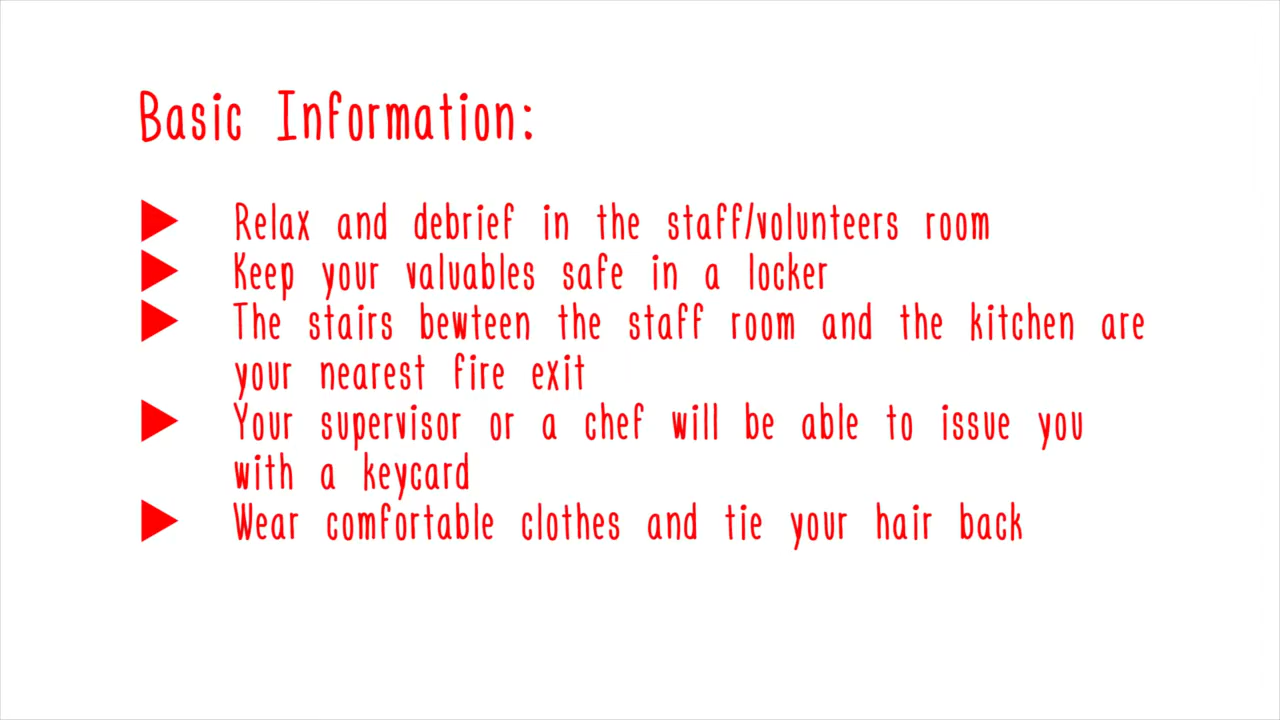 Basic Information:
Relax and debrief in the staff/volunteers room
Keep your valuables safe in a locker
The stairs bewteen the staff room and the kitchen are
your nearest fire exit
Your supervisor or a chef will be able to issue you
with a keycard
Wear comfortable clothes and tie your hair back